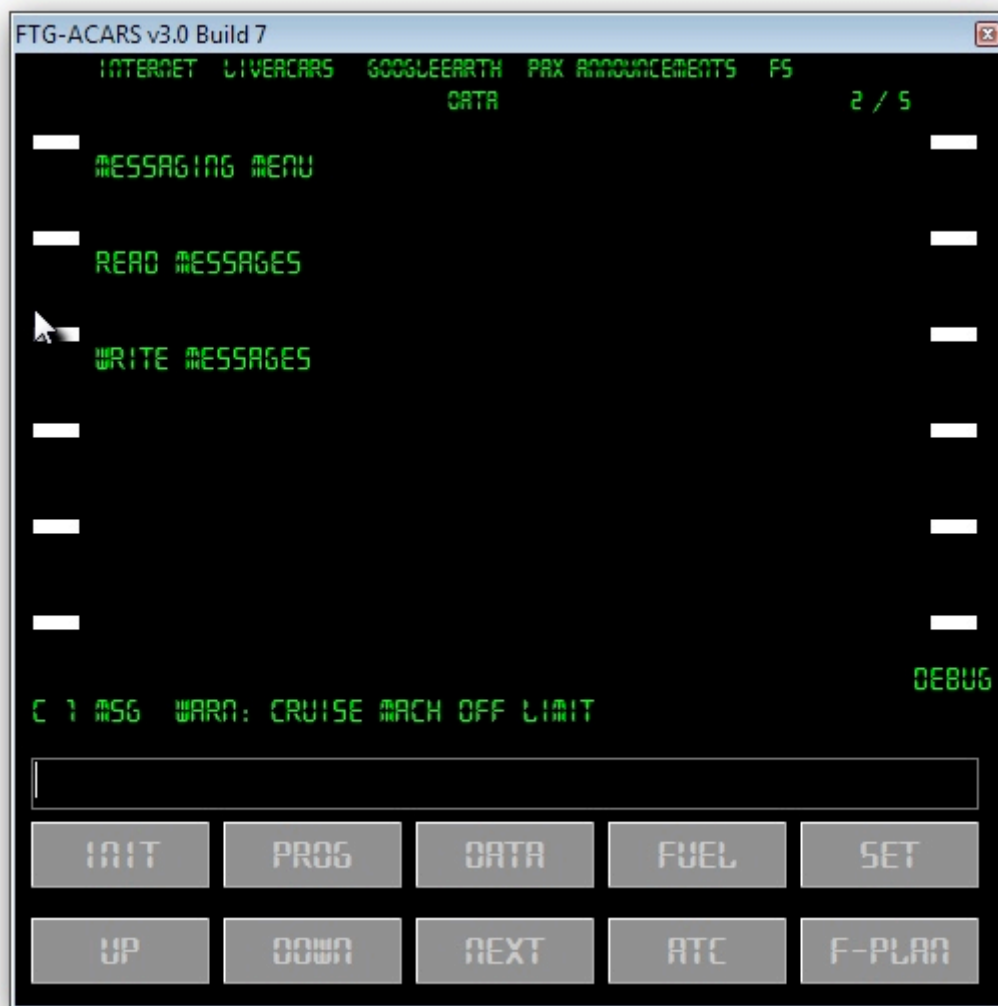 FTG-ACARS v3.0 Build 7
INTERNET LIVEACARS GOOGLEEARTH PAX ANNOUNCEMENTS FS
DATA 2 / 5
MESSAGING MENU
READ MESSAGES
WRITE MESSAGES
DEBUG
C 1 MSG WARN: CRUISE MACH OFF LIMIT
INIT PROG DATA FUEL SET
UP DOWN NEXT ATC F-PLAN